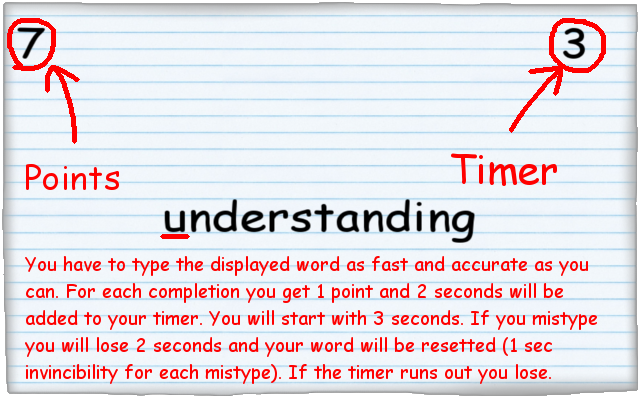 7 3
Points Timer
understanding
You have to type the displayed word as fast and accurate as you
can. For each completion you get 1 point and 2 seconds will be
added to your timer. You will start with 3 seconds. If you mistype
you will lose 2 seconds and your word will be resetted (1 sec
invincibility for each mistype). If the timer runs out you lose.